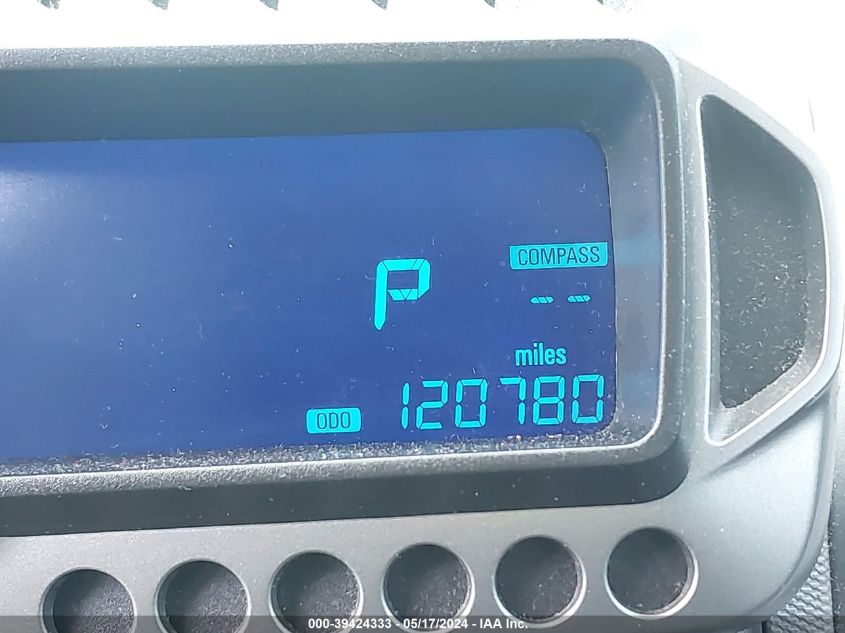 COMPASS
P
-- 
miles
ODO 120780
000-39424333 - 05/17/2024 - IAA Inc.